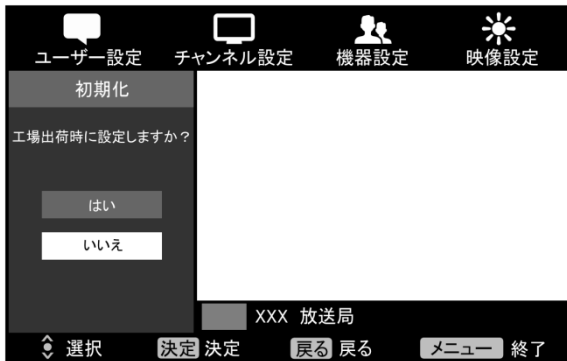 ユーザー設定 チャンネル設定 機器設定 映像設定
初期化
工場出荷時に設定しますか？
はい
いいえ
XXX 放送局
選択 決定 決定 戻る 戻る メニュー 終了